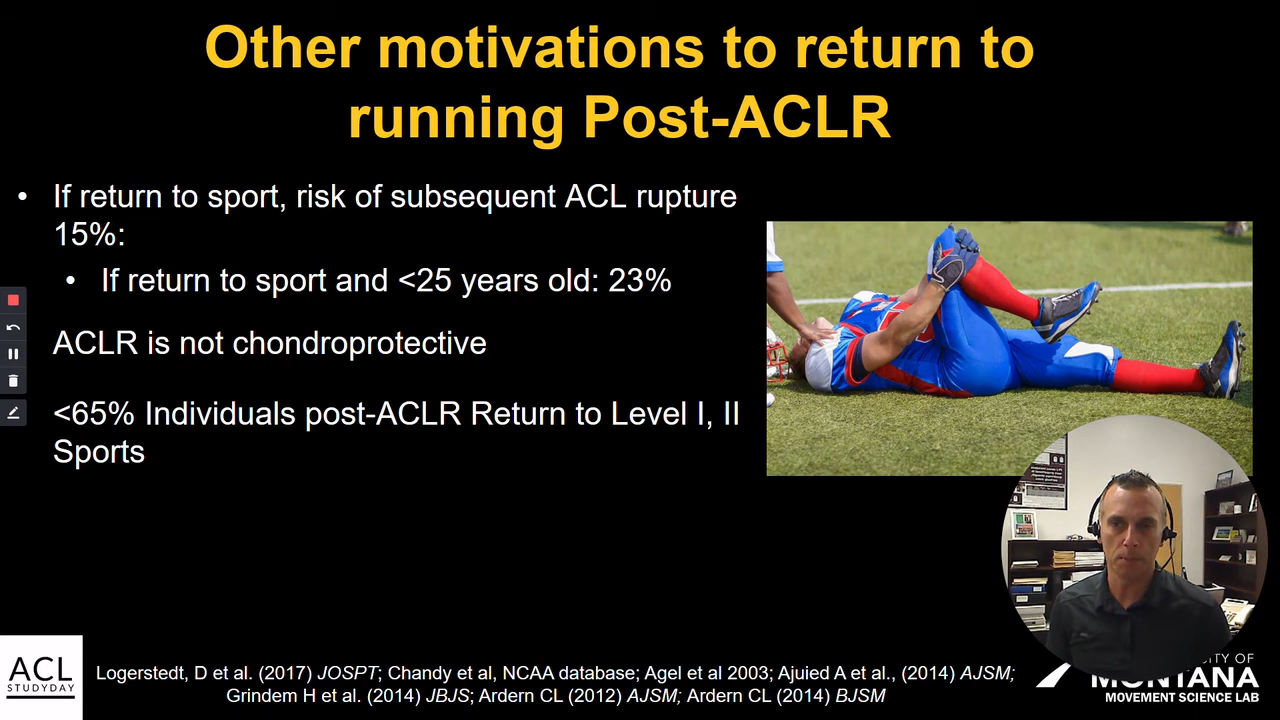 Other motivations to return to
running Post-ACLR
• If return to sport, risk of subsequent ACL rupture
15%:
• If return to sport and <25 years old: 23%
ACLR is not chondroprotective
<65% Individuals post-ACLR Return to Level I, II
Sports
ACL
STUDYDAY
Logerstedt, D et al. (2017) JOSPT; Chandy et al, NCAA database; Agel et al 2003; Ajuied A et al., (2014) AJSM;
Grindem H et al. (2014) JBJS; Ardern CL (2012) AJSM; Ardern CL (2014) BJSM
OF
MONTANA
MOVEMENT SCIENCE LAB